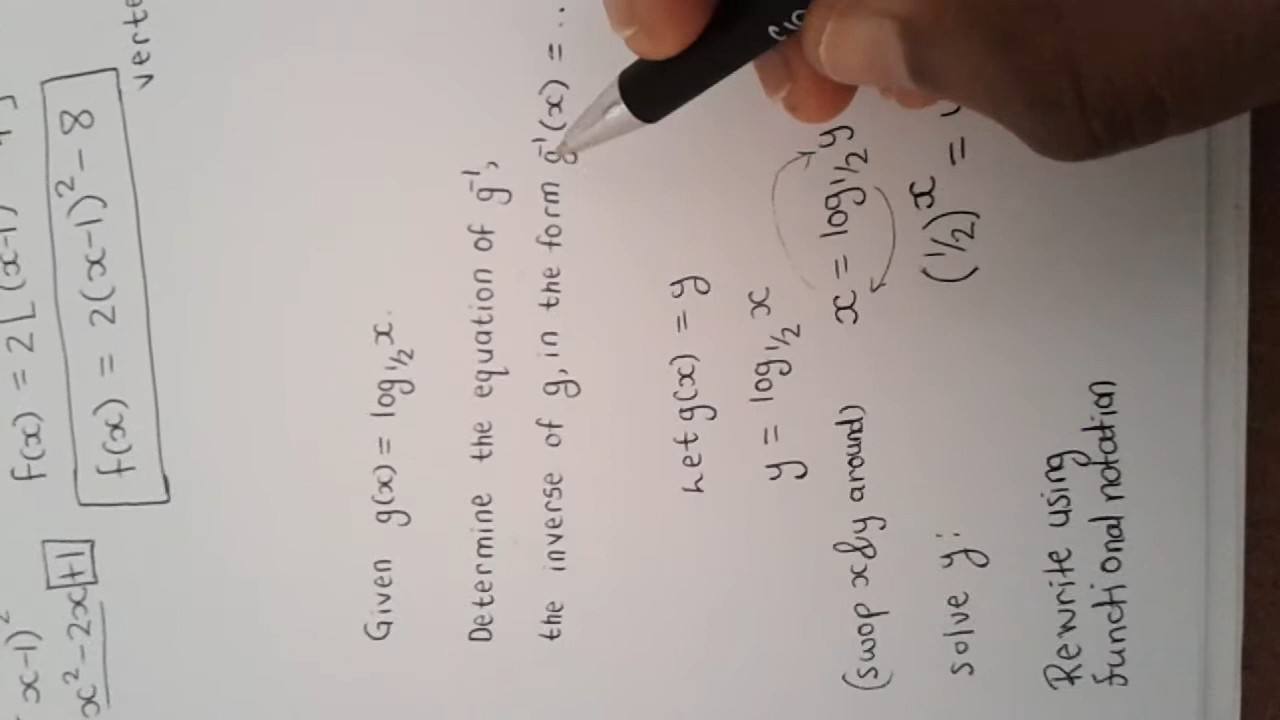 x-1)²
x² - 2x +1
f(x) = 2[(x-1)
f(x) = 2(x-1)² - 8
Given g(x) = log½x.
Determine the equation of g⁻¹,
the inverse of g, in the form g⁻¹(x) = ..
Let g(x) = y
y = log½ x
(swop x&y around) x = log½y
solve y: (½)ˣ =
Rewrite using
functional notation